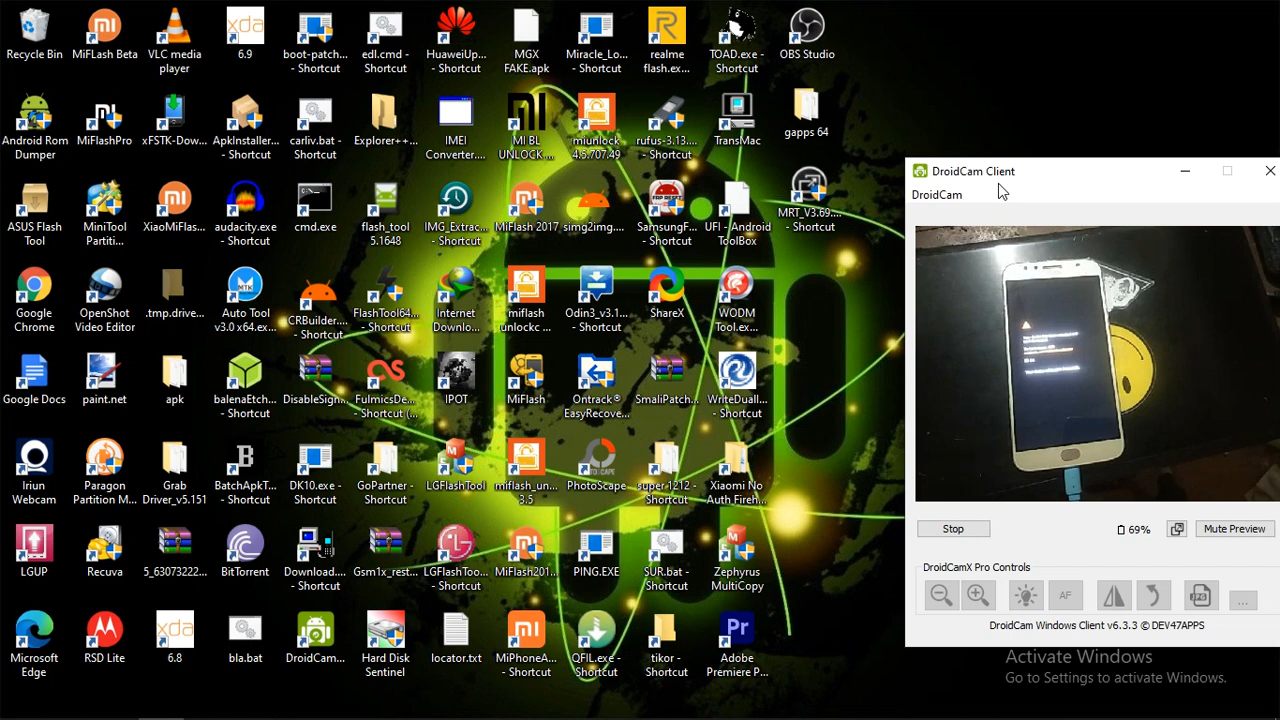 Recycle Bin
MiFlash Beta
VLC media
player
6.9
boot-patch...
- Shortcut
edl.cmd -
Shortcut
HuaweiUp...
- Shortcut
MGX
FAKE.apk
Miracle_Lo...
- Shortcut
realme
flash.ex...
TOAD.exe -
Shortcut
OBS Studio
Android Rom
Dumper
MiFlashPro
xFSTK-Dow...
ApkInstaller...
- Shortcut
carliv.bat -
Shortcut
Explorer++...
IMEI
Converter....
MI BL
UNLOCK ...
miunlock
4.5.707.49
rufus-3.13....
- Shortcut
TransMac
gapps 64
ASUS Flash
Tool
MiniTool
Partiti...
XiaoMiFlas...
audacity.exe
- Shortcut
cmd.exe
flash_tool
5.1648
IMG_Extrac...
- Shortcut
MiFlash 2017
simg2img....
SamsungF...
- Shortcut
UFI - Android
ToolBox
MRT_V3.69....
- Shortcut
Google
Chrome
OpenShot
Video Editor
.tmp.drive...
Auto Tool
v3.0 x64.ex...
CRBuilder....
- Shortcut
FlashTool64...
- Shortcut
Internet
Downlo...
miflash
unlockc ...
Odin3_v3.1...
- Shortcut
ShareX
WODM
Tool.ex...
Google Docs
paint.net
apk
balenaEtch...
- Shortcut
DisableSign...
FulmicsDe...
- Shortcut (...
IPOT
MiFlash
Ontrack®
EasyRecove...
SmaliPatch...
WriteDuall...
- Shortcut
Iriun
Webcam
Paragon
Partition M...
Grab
Driver_v5.151
BatchApkT...
- Shortcut
DK10.exe -
Shortcut
GoPartner -
Shortcut
LGFlashTool
miflash_un...
3.5
PhotoScape
super-1212 -
Shortcut
Xiaomi No
Auth_Fireh...
LGUP
Recuva
5_63073222...
BitTorrent
Download....
- Shortcut
Gsm1x_rest...
LGFlashToo...
- Shortcut
MiFlash201...
PING.EXE
SUR.bat -
Shortcut
Zephyrus
MultiCopy
Microsoft
Edge
RSD Lite
6.8
bla.bat
DroidCam...
Hard Disk
Sentinel
locator.txt
MiPhoneA...
- Shortcut
QFIL.exe -
Shortcut
tikor -
Shortcut
Adobe
Premiere P...
DroidCam Client
DroidCam
Stop
69%
Mute Preview
DroidCamX Pro Controls
AF
JPG
...
DroidCam Windows Client v6.3.3 © DEV47APPS
Activate Windows
Go to Settings to activate Windows.